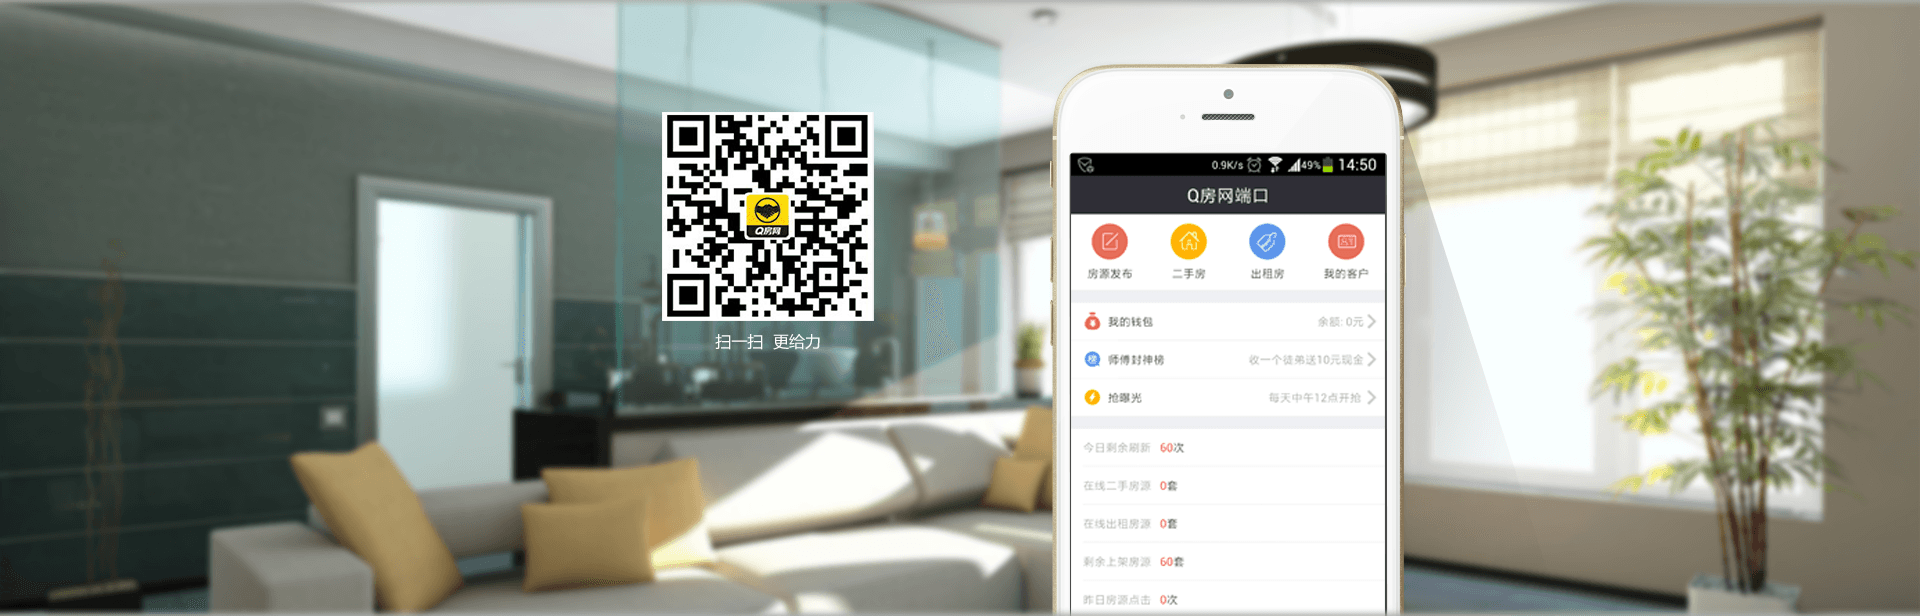 Q房网
扫一扫 更给力
0.9K/s 49% 14:50
Q房网端口
房源发布 二手房 出租房 我的客户
我的钱包 余额: 0元
榜 师傅封神榜 收一个徒弟送10元现金
抢曝光 每天中午12点开抢
今日剩余刷新 60次
在线二手房源 0套
在线出租房源 0套
剩余上架房源 60套
昨日房源点击 0次